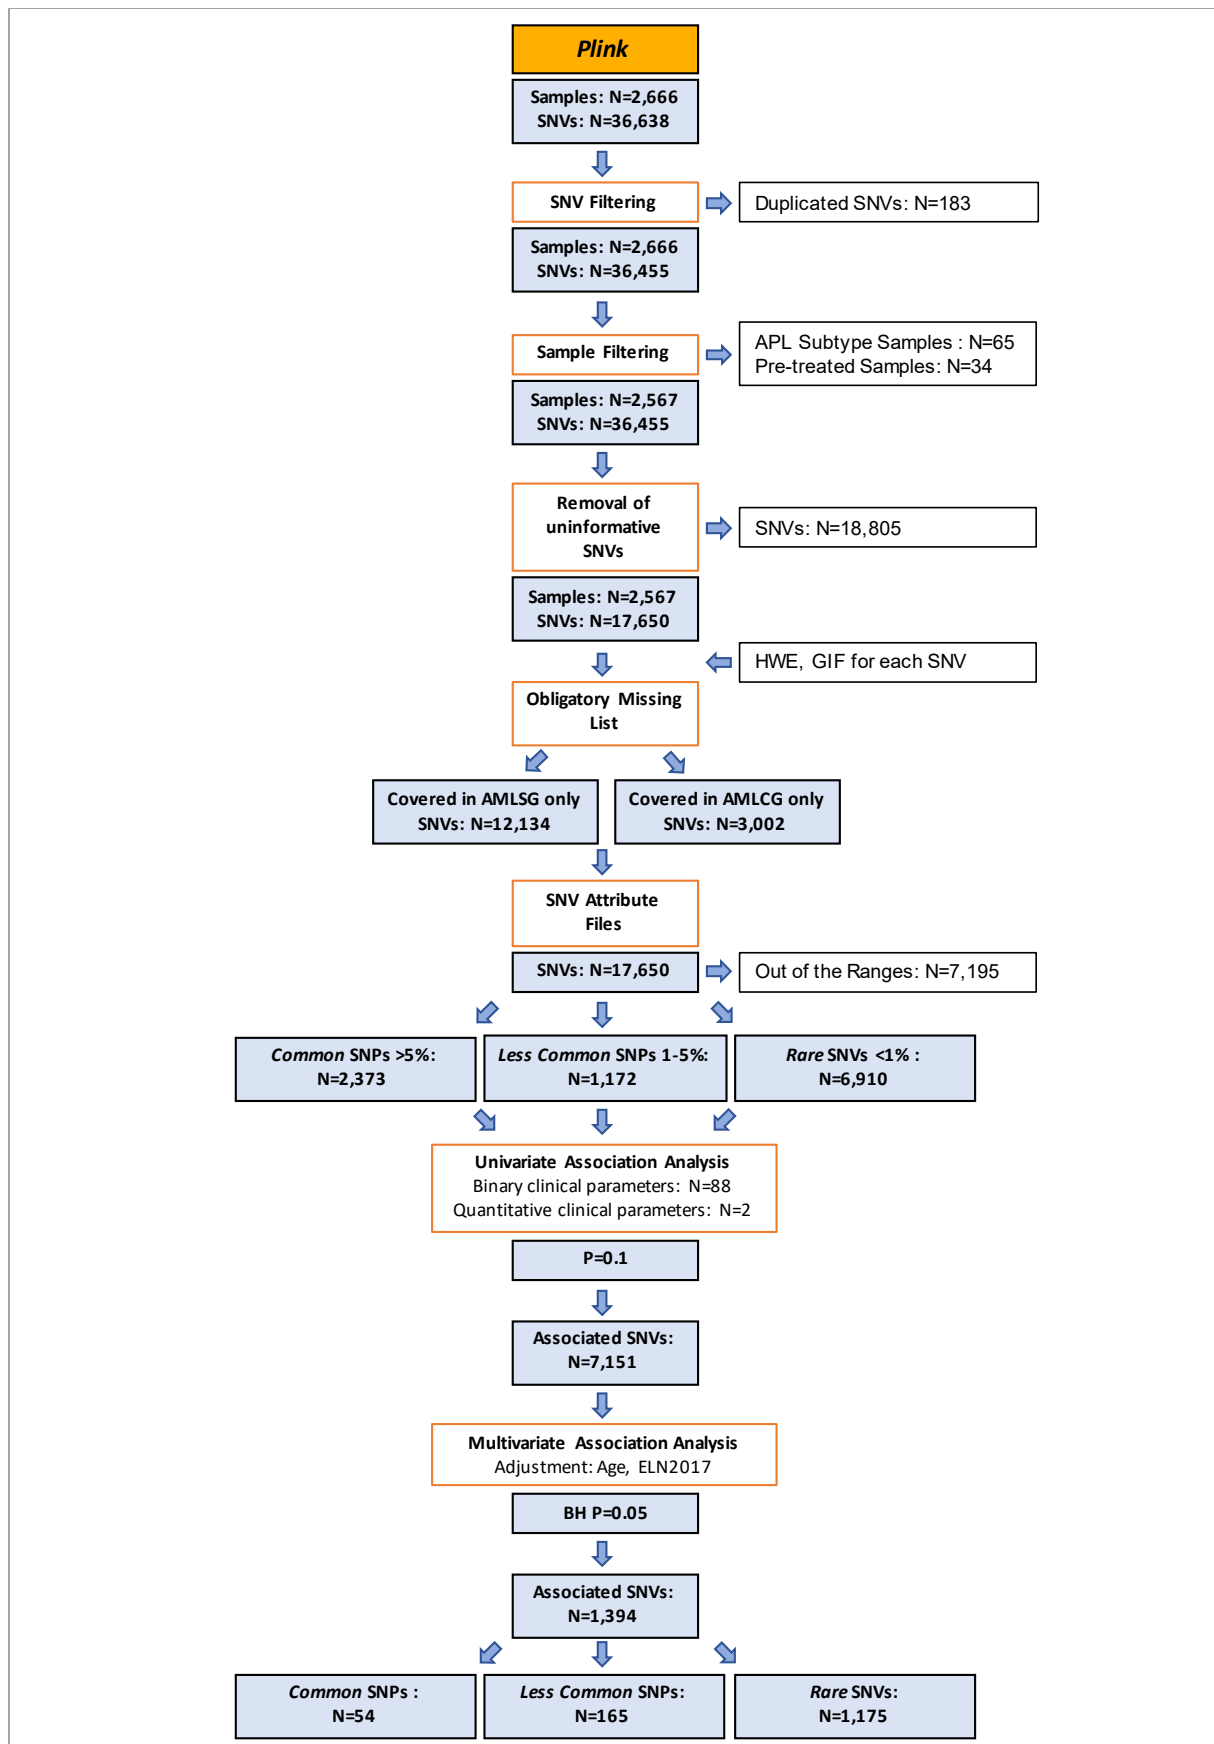 Plink
Samples: N=2,666
SNVs: N=36,638
SNV Filtering
Duplicated SNVs: N=183
Samples: N=2,666
SNVs: N=36,455
Sample Filtering
APL Subtype Samples : N=65
Pre-treated Samples: N=34
Samples: N=2,567
SNVs: N=36,455
Removal of
uninformative
SNVs
SNVs: N=18,805
Samples: N=2,567
SNVs: N=17,650
HWE, GIF for each SNV
Obligatory Missing
List
Covered in AMLSG only
SNVs: N=12,134
Covered in AMLCG only
SNVs: N=3,002
SNV Attribute
Files
SNVs: N=17,650
Out of the Ranges: N=7,195
Common SNPs >5%:
N=2,373
Less Common SNPs 1-5%:
N=1,172
Rare SNVs <1% :
N=6,910
Univariate Association Analysis
Binary clinical parameters: N=88
Quantitative clinical parameters: N=2
P=0.1
Associated SNVs:
N=7,151
Multivariate Association Analysis
Adjustment: Age, ELN2017
BH P=0.05
Associated SNVs:
N=1,394
Common SNPs :
N=54
Less Common SNPs:
N=165
Rare SNVs:
N=1,175